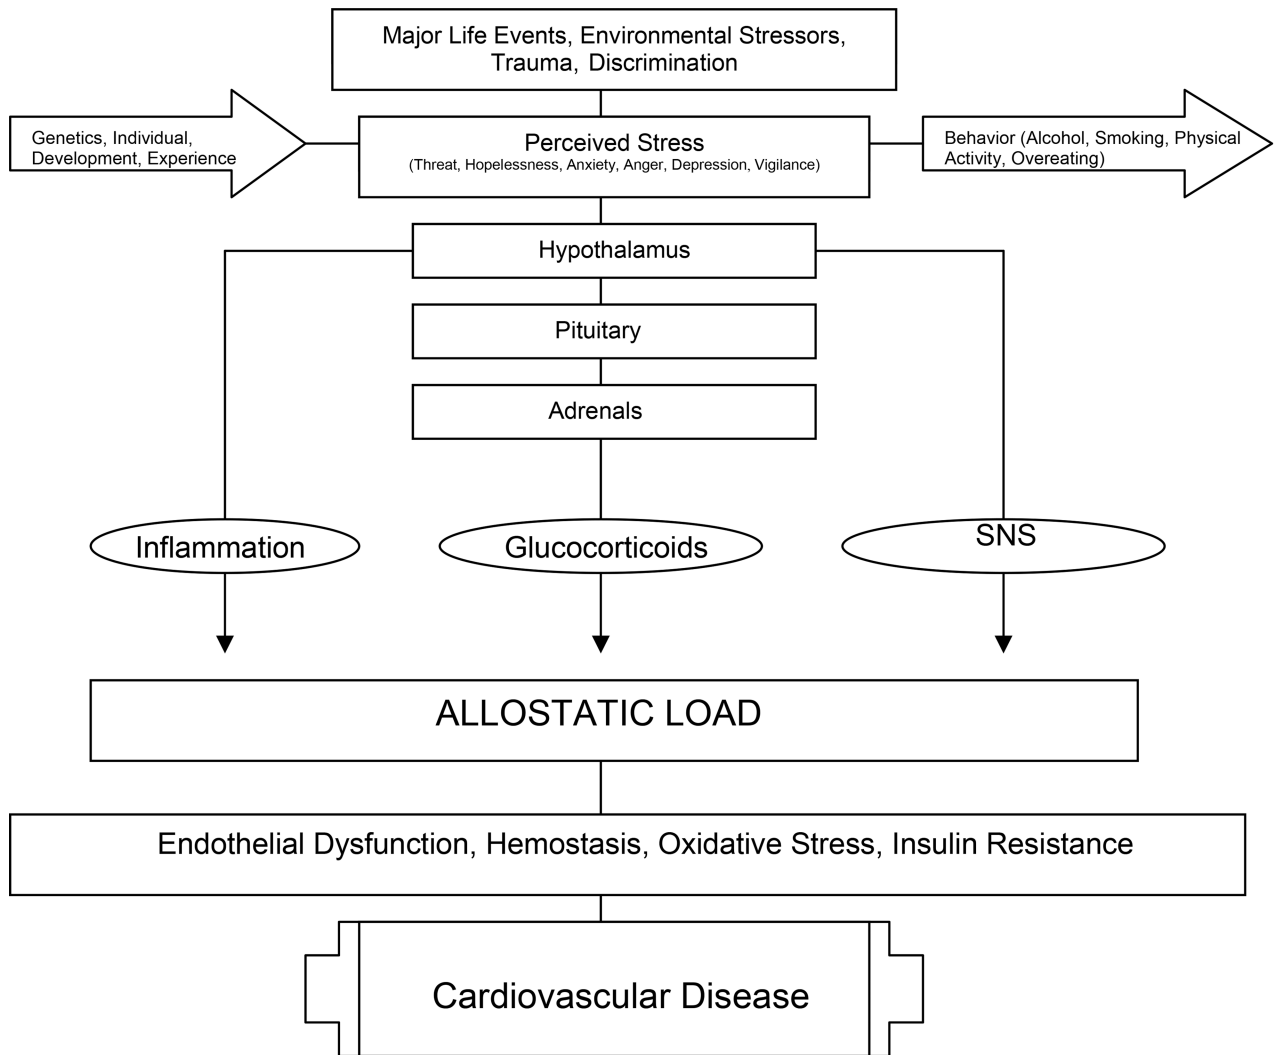 Major Life Events, Environmental Stressors,
Trauma, Discrimination
Genetics, Individual,
Development, Experience
Perceived Stress
(Threat, Hopelessness, Anxiety, Anger, Depression, Vigilance)
Behavior (Alcohol, Smoking, Physical
Activity, Overeating)
Hypothalamus
Pituitary
Adrenals
Inflammation
Glucocorticoids
SNS
ALLOSTATIC LOAD
Endothelial Dysfunction, Hemostasis, Oxidative Stress, Insulin Resistance
Cardiovascular Disease